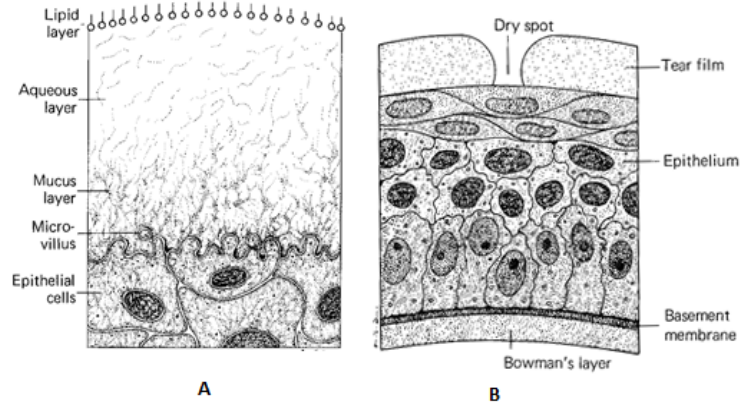 Lipid
layer
Aqueous
layer
Mucus
layer
Micro-
villus
Epithelial
cells
A
Dry spot
Tear film
Epithelium
Basement
membrane
Bowman's layer
B